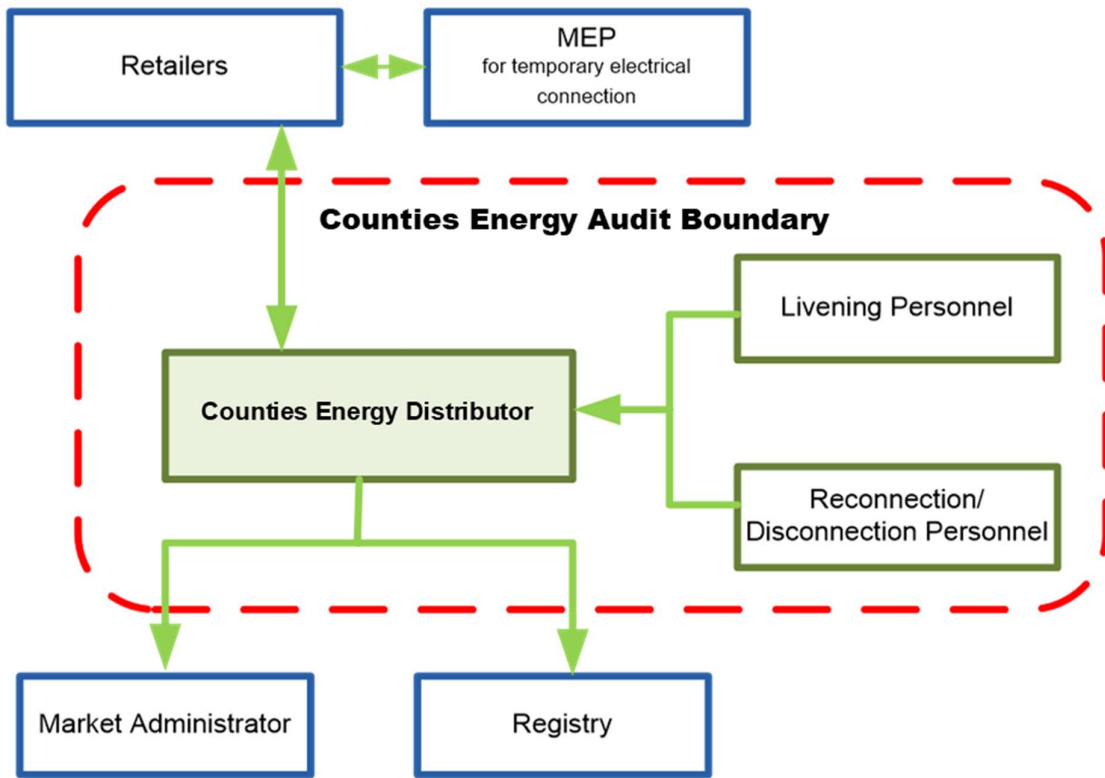 Retailers
MEP
for temporary electrical
connection
Counties Energy Audit Boundary
Livening Personnel
Counties Energy Distributor
Reconnection/
Disconnection Personnel
Market Administrator
Registry